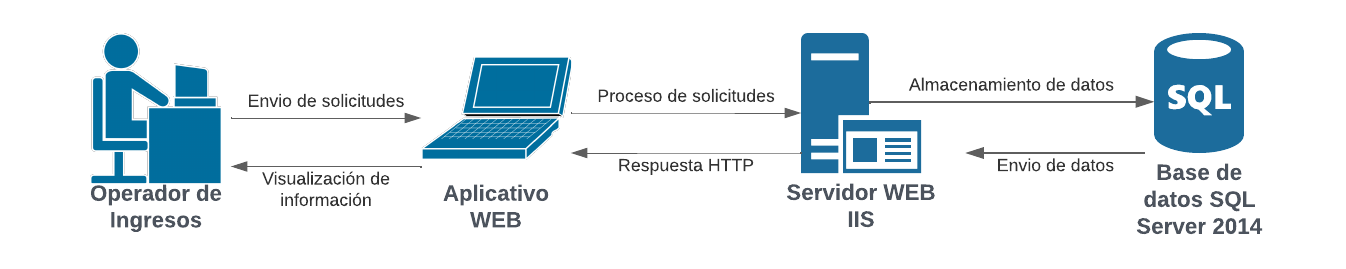 Envio de solicitudes
Visualización de
información
Operador de
Ingresos
Aplicativo
WEB
Proceso de solicitudes
Respuesta HTTP
Servidor WEB
IIS
Almacenamiento de datos
Envio de datos
SQL
Base de
datos SQL
Server 2014